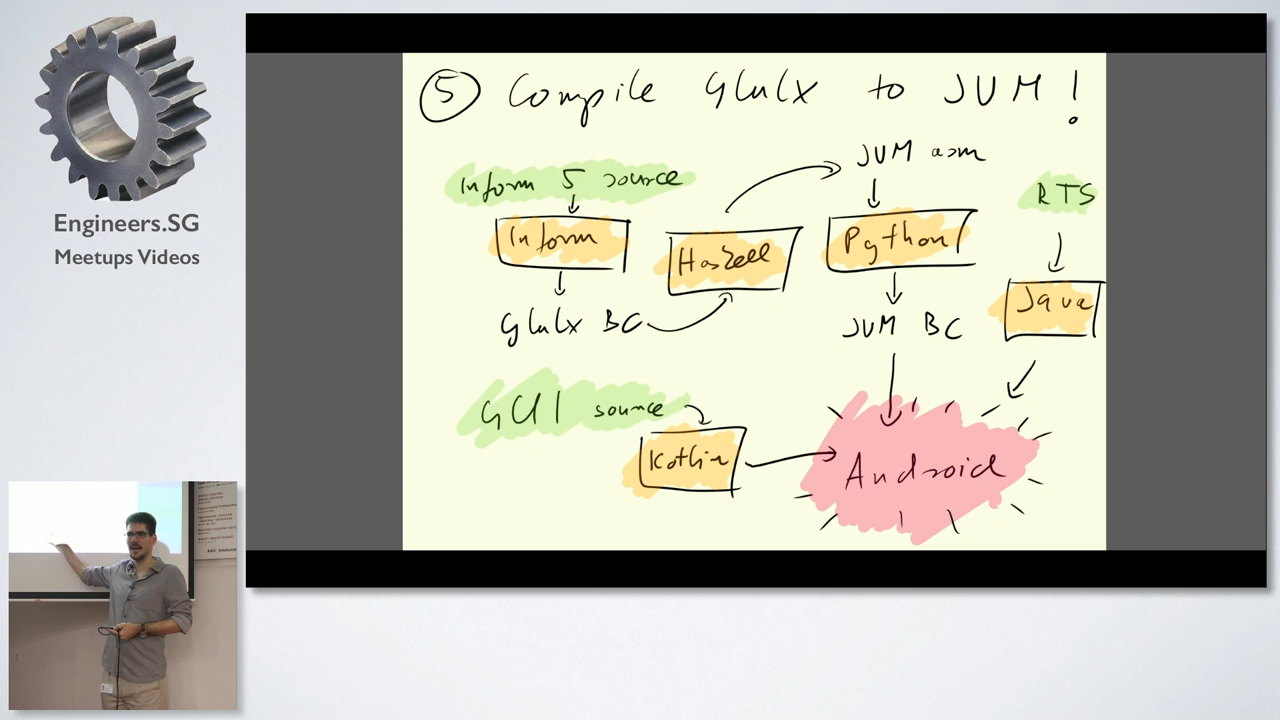 Engineers.SG
Meetups Videos
5 Compile Glulx to JVM!
JVM asm
Inform 5 source
RTS
Inform
Haskell
Python
Java
Glulx BC
JVM BC
GUI source
Kotlin
Android